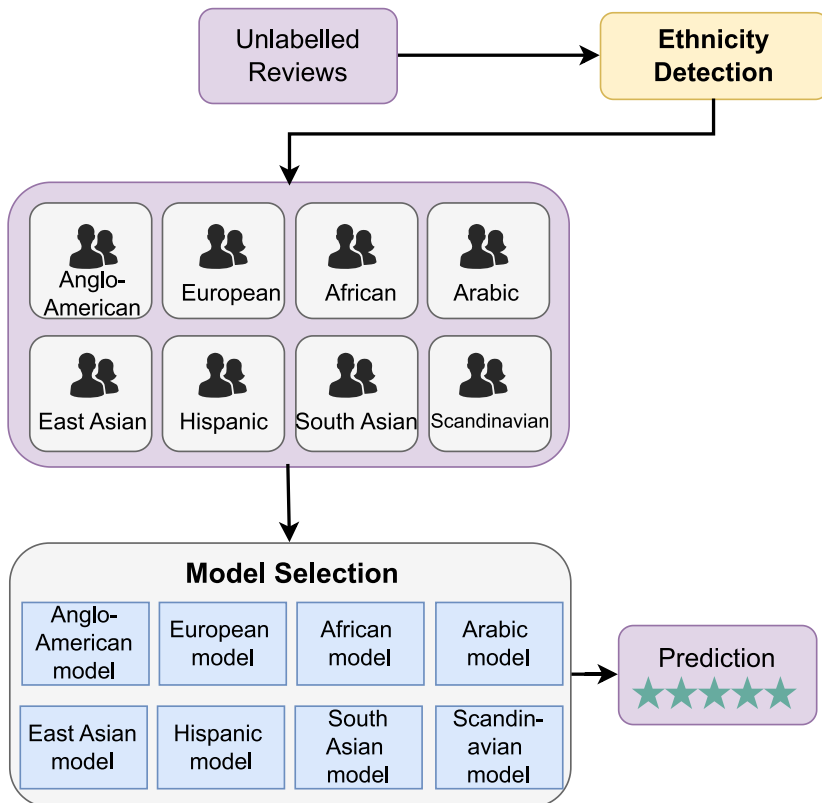 Unlabelled
Reviews
Ethnicity
Detection
Anglo-
American
European
African
Arabic
East Asian
Hispanic
South Asian
Scandinavian
Model Selection
Anglo-
American
model
European
model
African
model
Arabic
model
East Asian
model
Hispanic
model
South
Asian
model
Scandin-
avian model
Prediction